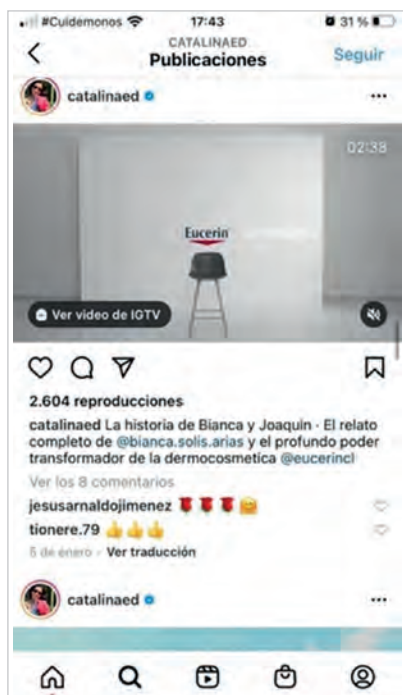 #Cuidemonos 17:43 31 %
CATALINAED
Publicaciones
Seguir
catalinaed
02:38
Eucerin
Ver video de IGTV
2.604 reproducciones
catalinaed La historia de Bianca y Joaquin · El relato
completo de @bianca.solis.arias y el profundo poder
transformador de la dermocosmetica @eucerincl
Ver los 8 comentarios
jesusarnaldojimenez 🌹🌹🌹🤗
tionere.79 👍👍👍
5 de enero · Ver traducción
catalinaed